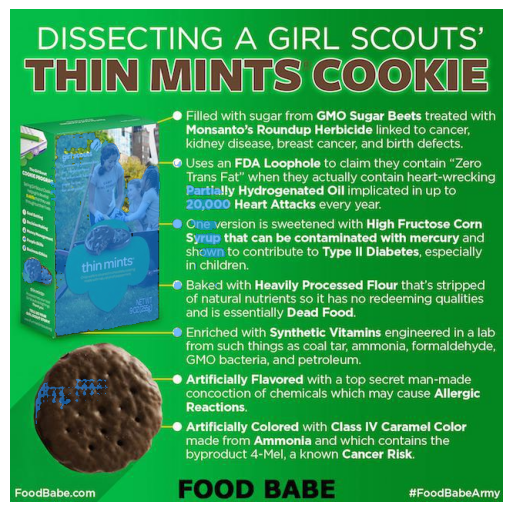 DISSECTING A GIRL SCOUTS'
THIN MINTS COOKIE
Filled with sugar from GMO Sugar Beets treated with
Monsanto's Roundup Herbicide linked to cancer,
kidney disease, breast cancer, and birth defects.
Uses an FDA Loophole to claim they contain "Zero
Trans Fat" when they actually contain heart-wrecking
Partially Hydrogenated Oil implicated in up to
20,000 Heart Attacks every year.
One version is sweetened with High Fructose Corn
Syrup that can be contaminated with mercury and
shown to contribute to Type II Diabetes, especially
in children.
Baked with Heavily Processed Flour that's stripped
of natural nutrients so it has no redeeming qualities
and is essentially Dead Food.
Enriched with Synthetic Vitamins engineered in a lab
from such things as coal tar, ammonia, formaldehyde,
GMO bacteria, and petroleum.
Artificially Flavored with a top secret man-made
concoction of chemicals which may cause Allergic
Reactions.
Artificially Colored with Class IV Caramel Color
made from Ammonia and which contains the
byproduct 4-Mel, a known Cancer Risk.
thin mints
FoodBabe.com
FOOD BABE
#FoodBabeArmy